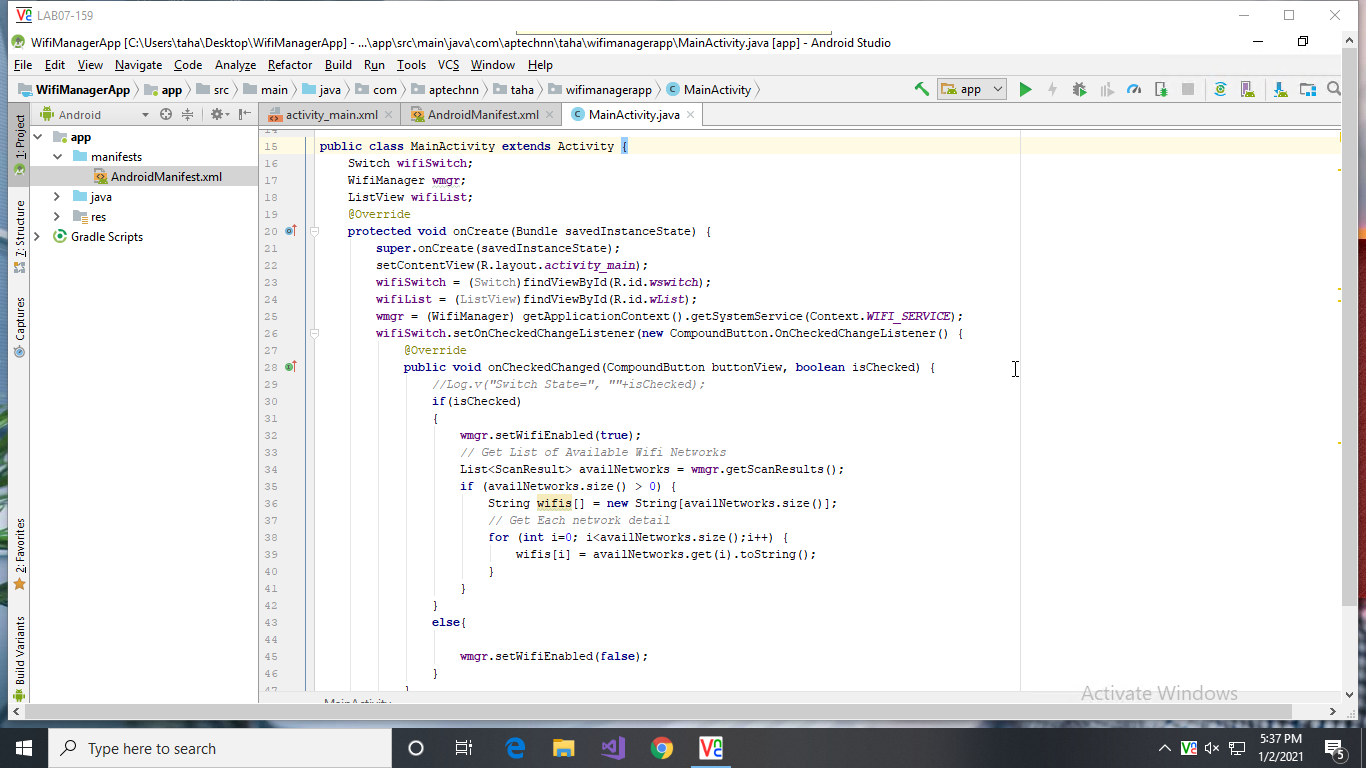 LAB07-159
WifiManagerApp [C:\Users\taha\Desktop\WifiManagerApp] - ...\app\src\main\java\com\aptechnn\taha\wifimanagerapp\MainActivity.java [app] - Android Studio
File Edit View Navigate Code Analyze Refactor Build Run Tools VCS Window Help
WifiManagerApp app src main java com aptechnn taha wifimanagerapp MainActivity app
1: Project
7: Structure
Captures
2: Favorites
Build Variants
Android
app
manifests
AndroidManifest.xml
java
res
Gradle Scripts
activity_main.xml AndroidManifest.xml MainActivity.java
14
15 public class MainActivity extends Activity {
16 Switch wifiSwitch;
17 WifiManager wmgr;
18 ListView wifiList;
19 @Override
20 protected void onCreate(Bundle savedInstanceState) {
21 super.onCreate(savedInstanceState);
22 setContentView(R.layout.activity_main);
23 wifiSwitch = (Switch)findViewById(R.id.wswitch);
24 wifiList = (ListView)findViewById(R.id.wList);
25 wmgr = (WifiManager) getApplicationContext().getSystemService(Context.WIFI_SERVICE);
26 wifiSwitch.setOnCheckedChangeListener(new CompoundButton.OnCheckedChangeListener() {
27 @Override
28 public void onCheckedChanged(CompoundButton buttonView, boolean isChecked) {
29 //Log.v("Switch State=", ""+isChecked);
30 if(isChecked)
31 {
32 wmgr.setWifiEnabled(true);
33 // Get List of Available Wifi Networks
34 List<ScanResult> availNetworks = wmgr.getScanResults();
35 if (availNetworks.size() > 0) {
36 String wifis[] = new String[availNetworks.size()];
37 // Get Each network detail
38 for (int i=0; i<availNetworks.size();i++) {
39 wifis[i] = availNetworks.get(i).toString();
40 }
41 }
42 }
43 else{
44
45 wmgr.setWifiEnabled(false);
46 }
47 }
MainActivity
Activate Windows
Type here to search
5:37 PM
1/2/2021
5